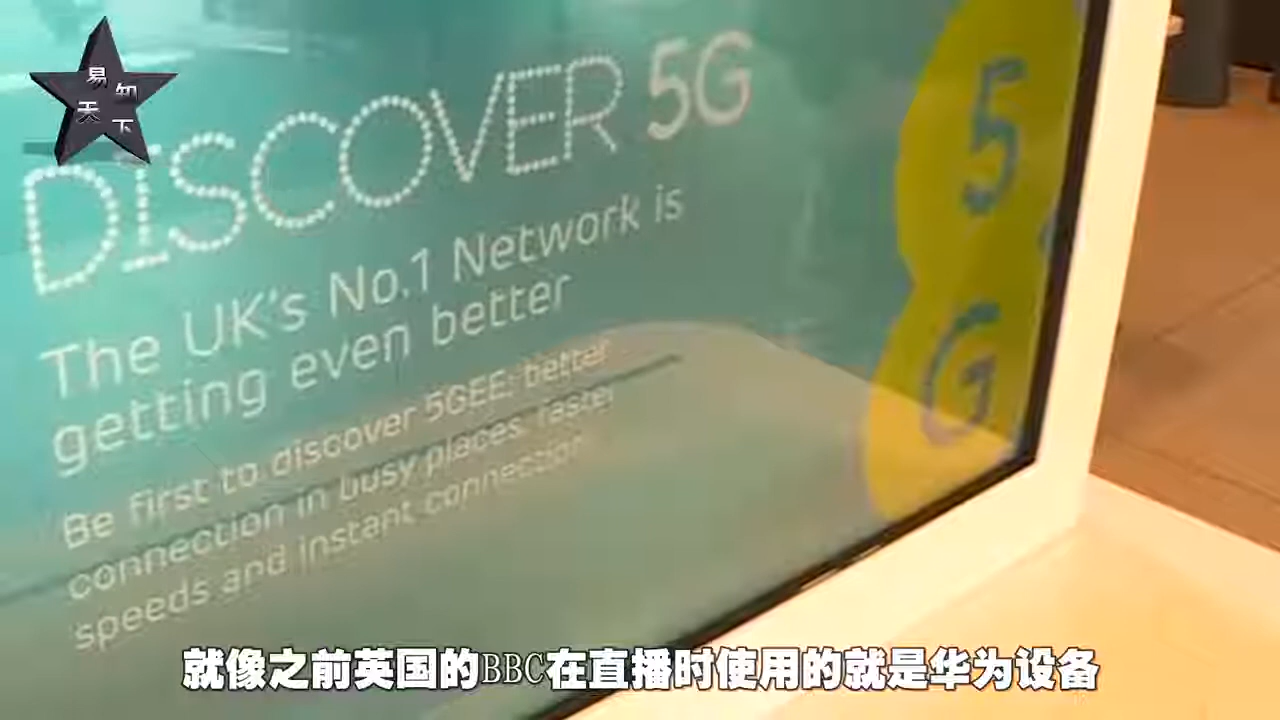 易知天下
DISCOVER 5G
The UK's No.1 Network is
getting even better
Be first to discover 5GEE: better
connection in busy places, faster
speeds and instant connection
5
G
就像之前英国的BBC在直播时使用的就是华为设备